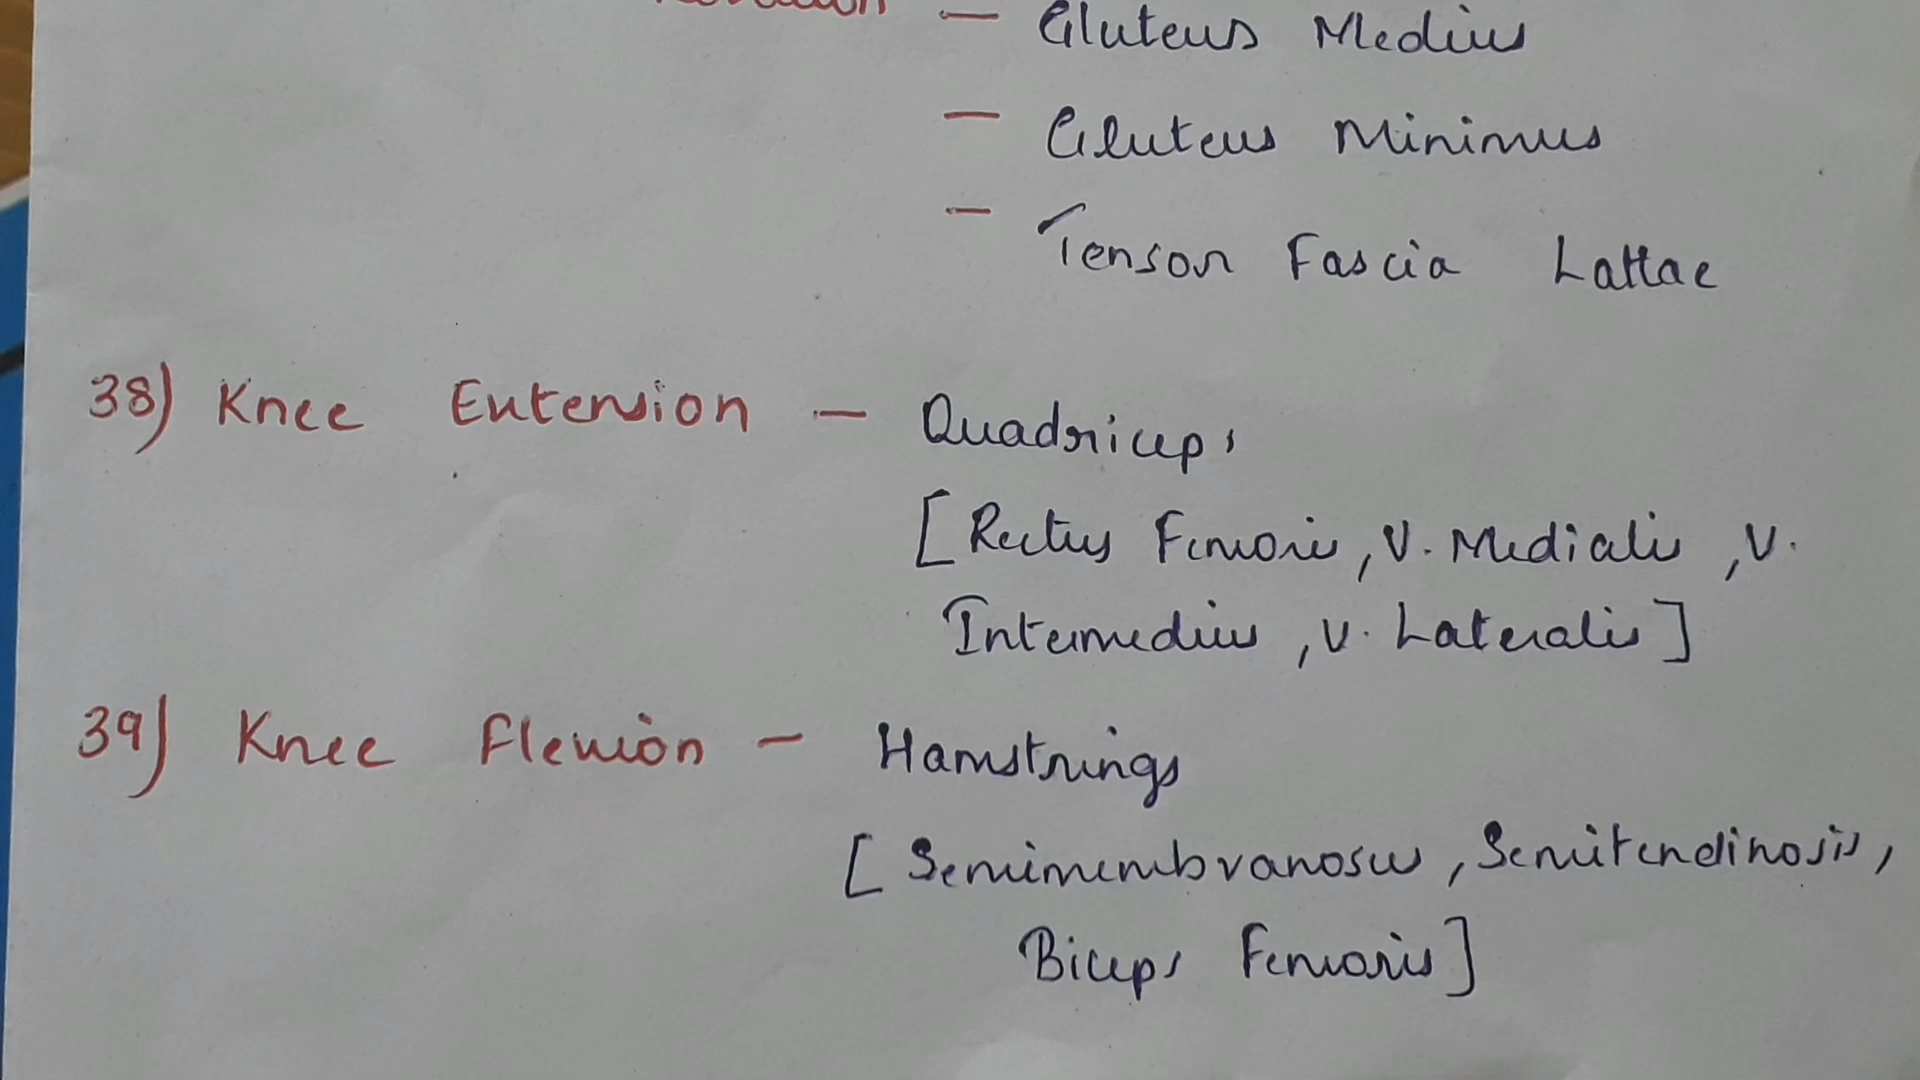 — Gluteus Medius
— Gluteus Minimus
— Tensor Fascia Lattae
38) Knee Extension — Quadriceps
[Rectus Femoris, V. Medialis, V.
Intermedius, V. Lateralis]
39) Knee Flexion — Hamstrings
[Semimembranosus, Semitendinosis,
Biceps Femoris]